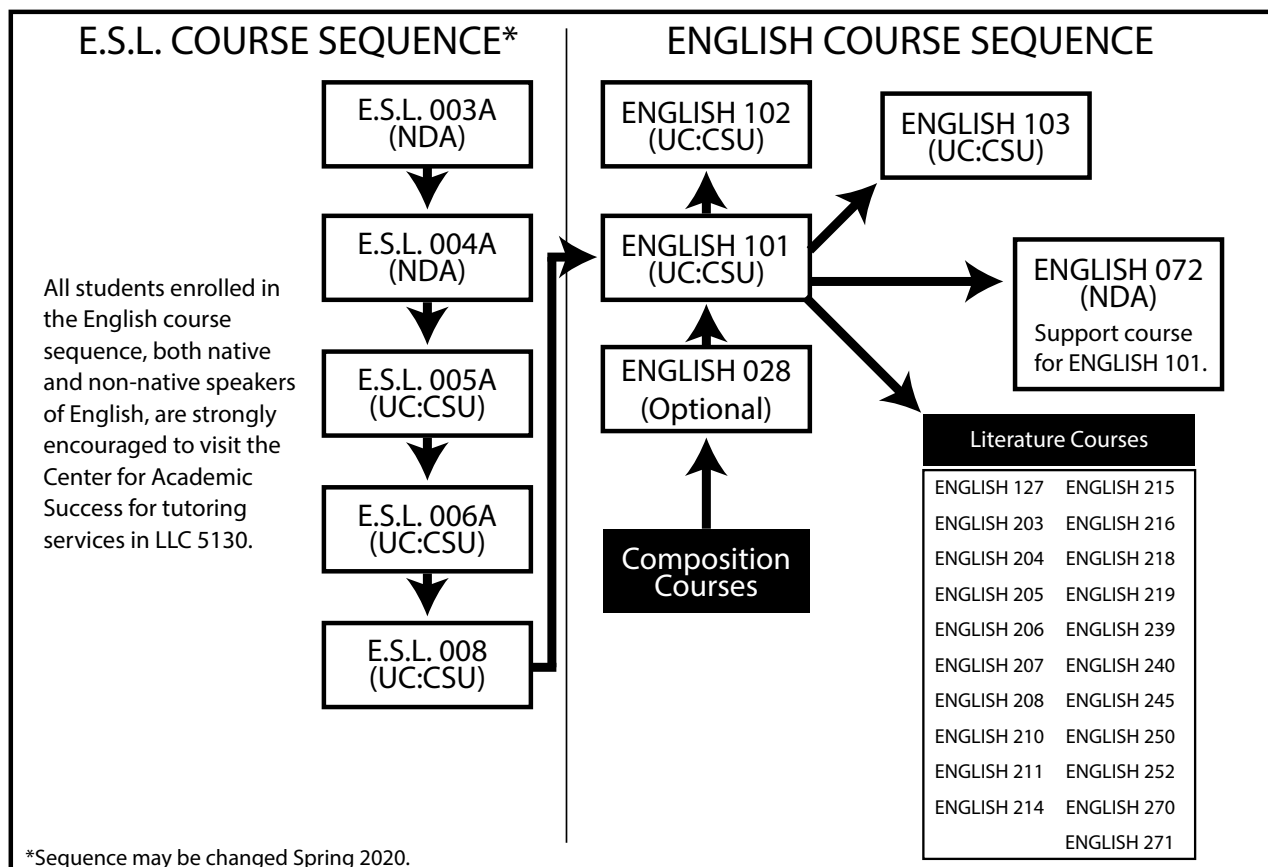 E.S.L. COURSE SEQUENCE*
E.S.L. 003A
(NDA)
E.S.L. 004A
(NDA)
E.S.L. 005A
(UC:CSU)
E.S.L. 006A
(UC:CSU)
E.S.L. 008
(UC:CSU)
All students enrolled in
the English course
sequence, both native
and non-native speakers
of English, are strongly
encouraged to visit the
Center for Academic
Success for tutoring
services in LLC 5130.
*Sequence may be changed Spring 2020.
ENGLISH COURSE SEQUENCE
ENGLISH 102
(UC:CSU)
ENGLISH 103
(UC:CSU)
ENGLISH 101
(UC:CSU)
ENGLISH 072
(NDA)
Support course
for ENGLISH 101.
ENGLISH 028
(Optional)
Composition
Courses
Literature Courses
ENGLISH 127 ENGLISH 215
ENGLISH 203 ENGLISH 216
ENGLISH 204 ENGLISH 218
ENGLISH 205 ENGLISH 219
ENGLISH 206 ENGLISH 239
ENGLISH 207 ENGLISH 240
ENGLISH 208 ENGLISH 245
ENGLISH 210 ENGLISH 250
ENGLISH 211 ENGLISH 252
ENGLISH 214 ENGLISH 270
ENGLISH 271